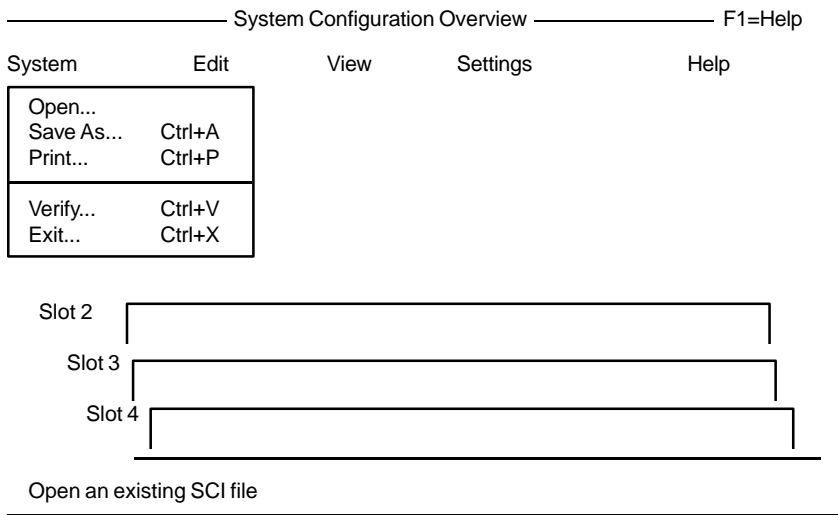 System Configuration Overview F1=Help
System Edit View Settings Help
Open...
Save As... Ctrl+A
Print... Ctrl+P
Verify... Ctrl+V
Exit... Ctrl+X
Slot 2
Slot 3
Slot 4
Open an existing SCI file